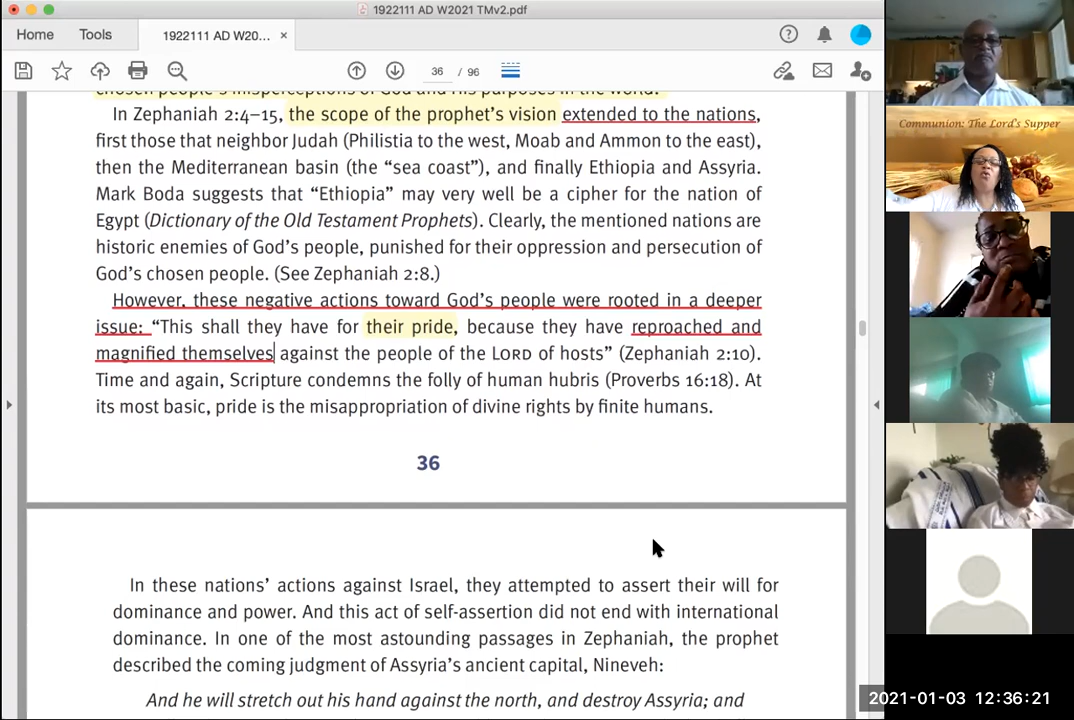 1922111 AD W2021 TMv2.pdf
Home Tools 1922111 AD W20... ×
36 / 96
chosen people's misperceptions of God and His purposes in the world.
In Zephaniah 2:4–15, the scope of the prophet's vision extended to the nations,
first those that neighbor Judah (Philistia to the west, Moab and Ammon to the east),
then the Mediterranean basin (the “sea coast”), and finally Ethiopia and Assyria.
Mark Boda suggests that “Ethiopia” may very well be a cipher for the nation of
Egypt (Dictionary of the Old Testament Prophets). Clearly, the mentioned nations are
historic enemies of God's people, punished for their oppression and persecution of
God's chosen people. (See Zephaniah 2:8.)
However, these negative actions toward God's people were rooted in a deeper
issue: “This shall they have for their pride, because they have reproached and
magnified themselves against the people of the LORD of hosts” (Zephaniah 2:10).
Time and again, Scripture condemns the folly of human hubris (Proverbs 16:18). At
its most basic, pride is the misappropriation of divine rights by finite humans.
36
In these nations' actions against Israel, they attempted to assert their will for
dominance and power. And this act of self-assertion did not end with international
dominance. In one of the most astounding passages in Zephaniah, the prophet
described the coming judgment of Assyria's ancient capital, Nineveh:
And he will stretch out his hand against the north, and destroy Assyria; and
Communion: The Lord's Supper
2021-01-03 12:36:21